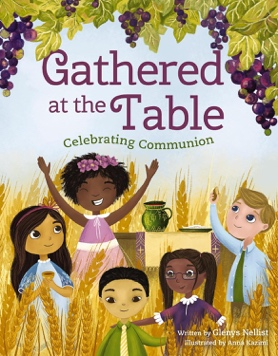 Gathered
at the
Table
Celebrating Communion
Written by Glenys Nellist
Illustrated by Anna Kazimi